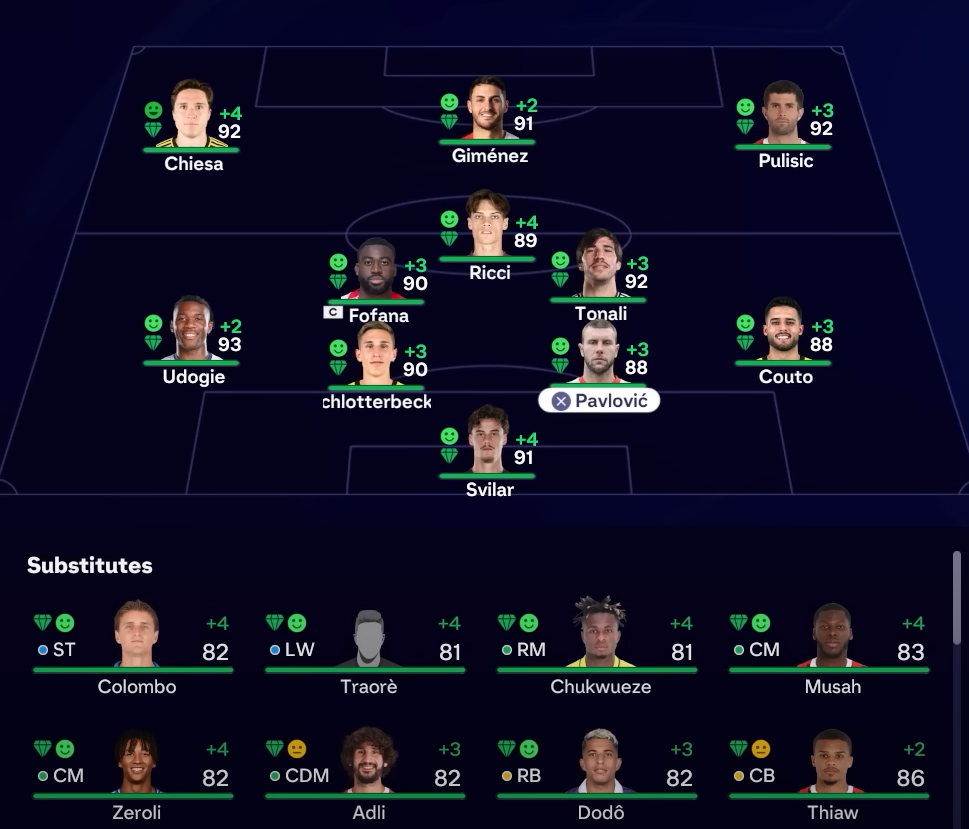 +4
92
Chiesa
+2
91
Giménez
+3
92
Pulisic
+4
89
Ricci
+3
90
C Fofana
+3
92
Tonali
+2
93
Udogie
+3
90
chlotterbeck
+3
88
Pavlović
+3
88
Couto
+4
91
Svilar
Substitutes
+4
ST 82
Colombo
+4
LW 81
Traorè
+4
RM 81
Chukwueze
+4
CM 83
Musah
+4
CM 82
Zeroli
+3
CDM 82
Adli
+3
RB 82
Dodô
+2
CB 86
Thiaw